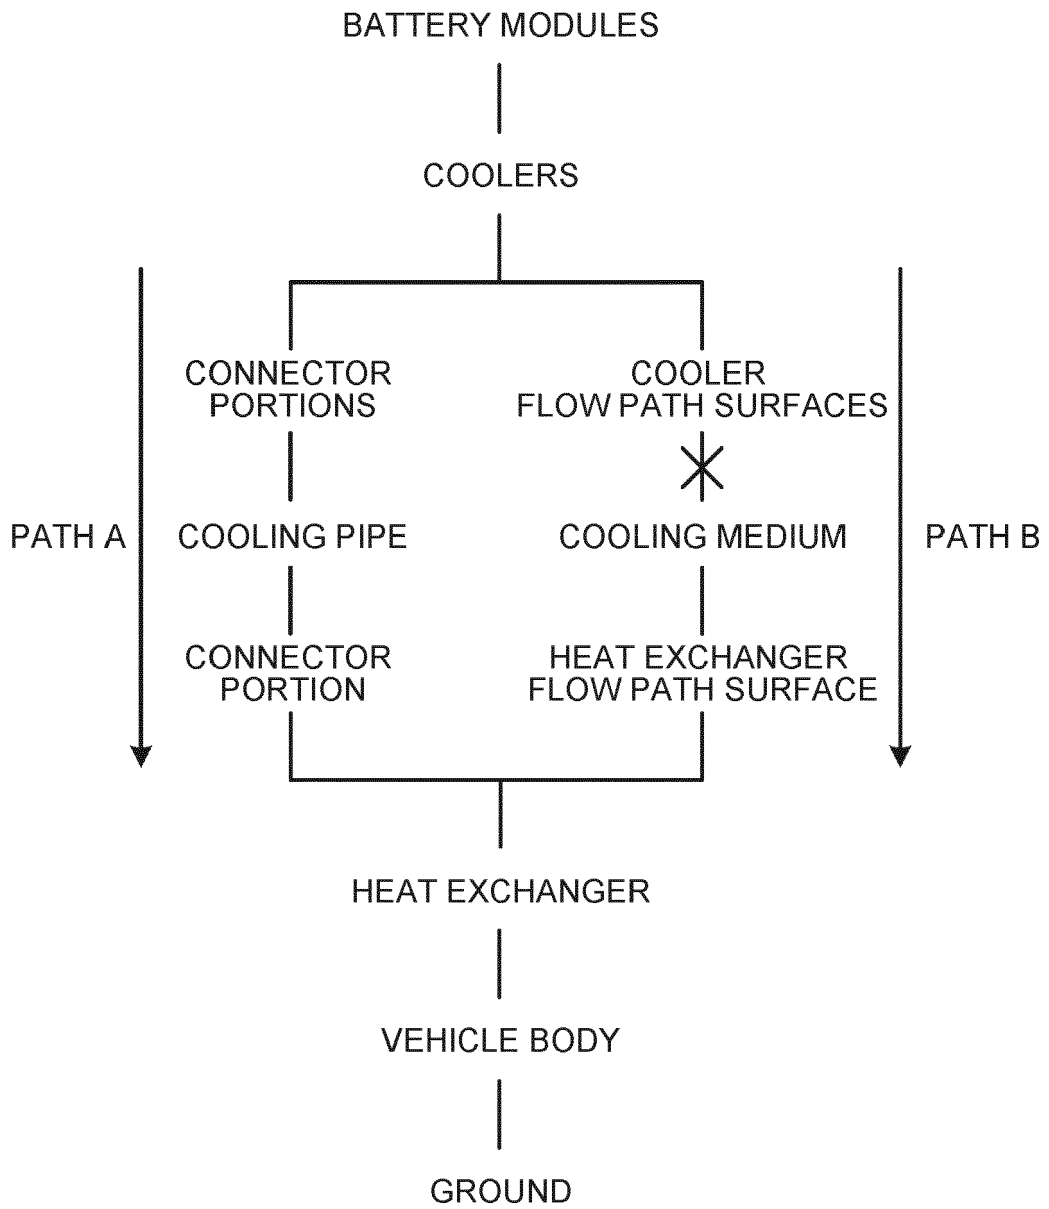 BATTERY MODULES
COOLERS
CONNECTOR
PORTIONS
COOLER
FLOW PATH SURFACES
PATH A
COOLING PIPE
COOLING MEDIUM
PATH B
CONNECTOR
PORTION
HEAT EXCHANGER
FLOW PATH SURFACE
HEAT EXCHANGER
VEHICLE BODY
GROUND